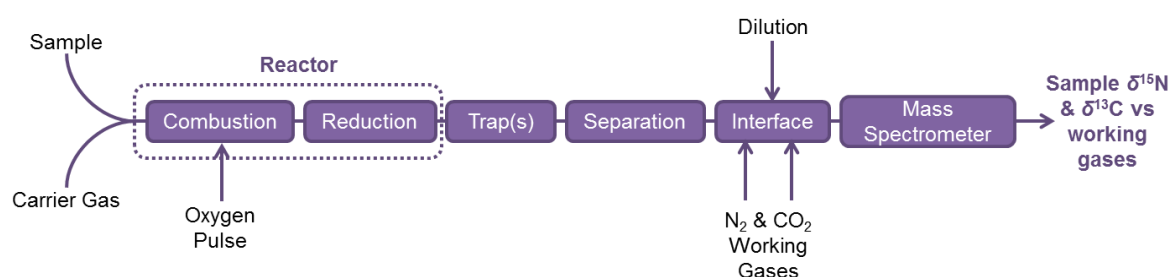 Sample
Dilution
Reactor
Combustion
Reduction
Trap(s)
Separation
Interface
Mass
Spectrometer
Sample δ¹⁵N
& δ¹³C vs
working
gases
Carrier Gas
Oxygen
Pulse
N₂ & CO₂
Working
Gases